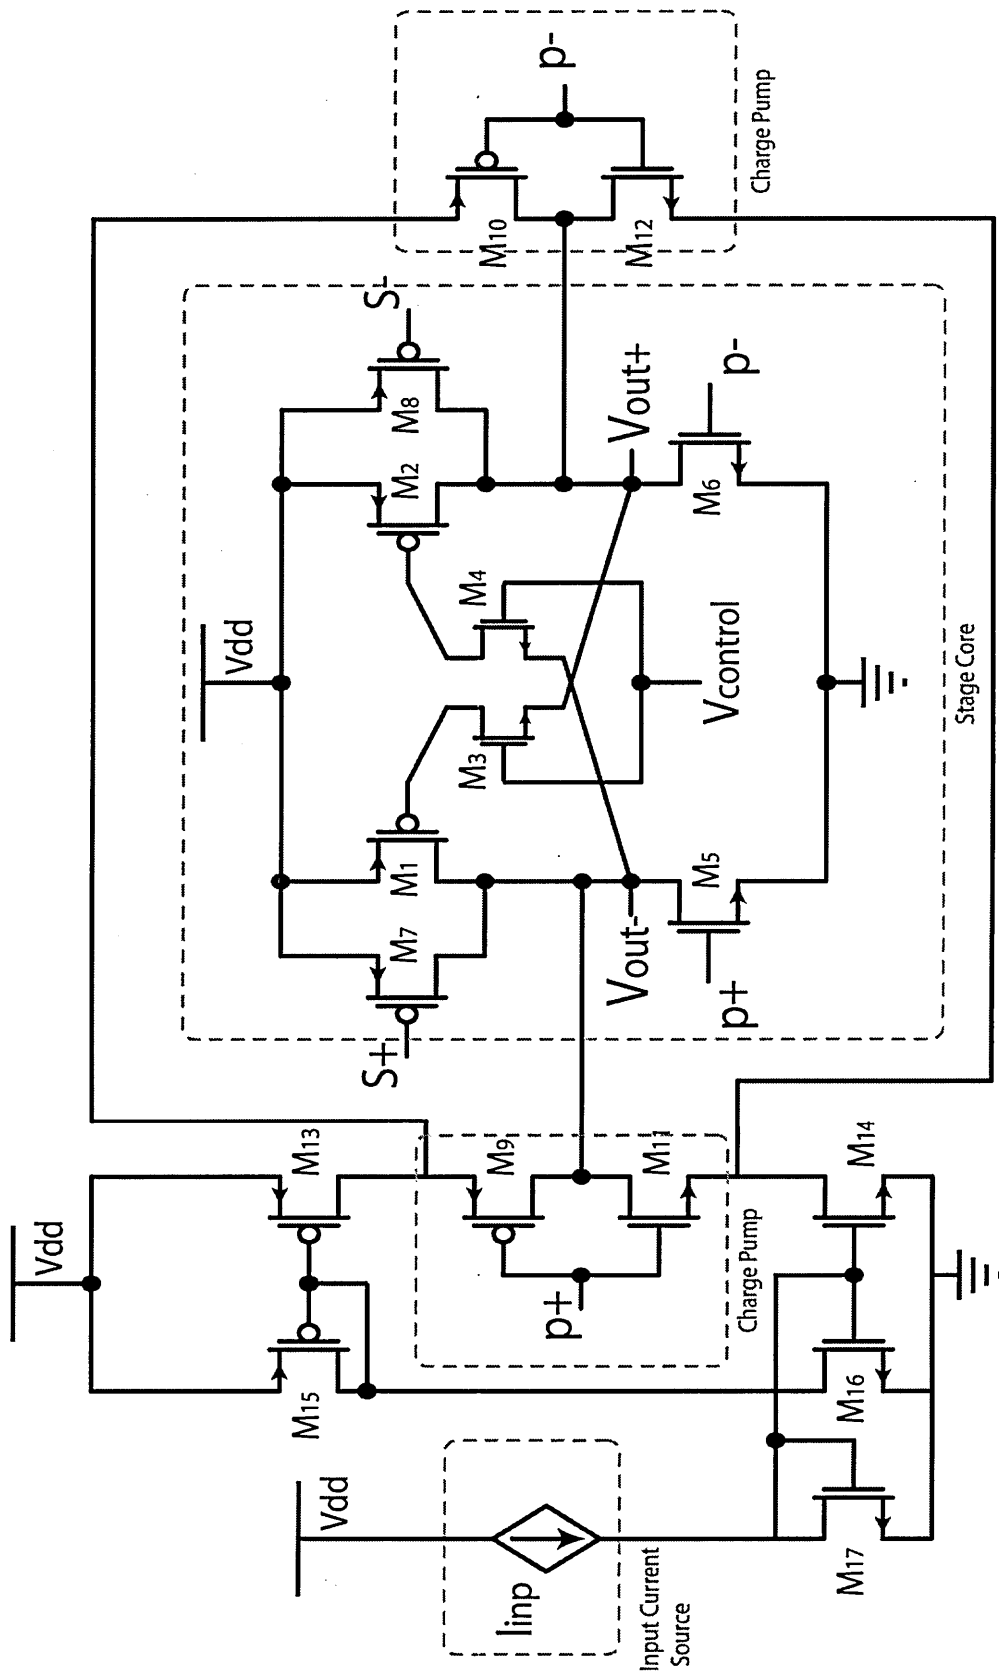 Vdd
Vdd
Vdd
Iinp
Input Current
Source
M15
M13
M17
M16
M14
p+
M9
M11
Charge Pump
S+
M7
M1
M3
M4
M2
M8
S-
Vout-
Vout+
Vcontrol
p+
M5
M6
p-
Stage Core
M10
M12
p-
Charge Pump